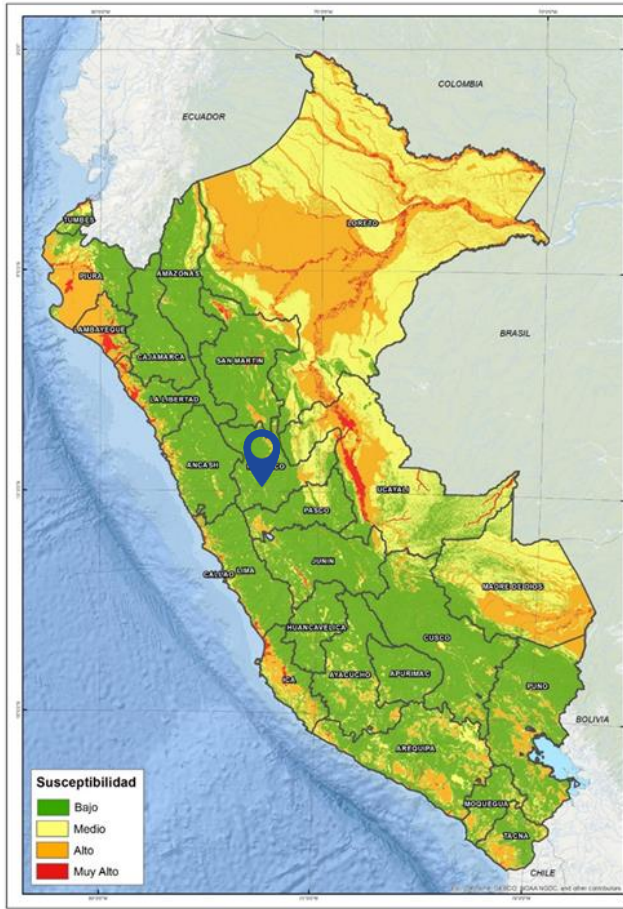 COLOMBIA
ECUADOR
TUMBES
LOREZO
PIURA
AMAZONAS
LAMBAYEQUE
BRASIL
CAJAMARCA
SAN MARTIN
LA LIBERTAD
ANCASH
UCAYALI
PASCO
JUNIN
CALLAO
LIMA
MADRE DE DIOS
HUANCAVELICA
CUSCO
ICA
AYACUCHO
APURIMAC
PUNO
BOLIVIA
AREQUIPA
MOQUEGUA
TACNA
CHILE
Susceptibilidad
Bajo
Medio
Alto
Muy Alto